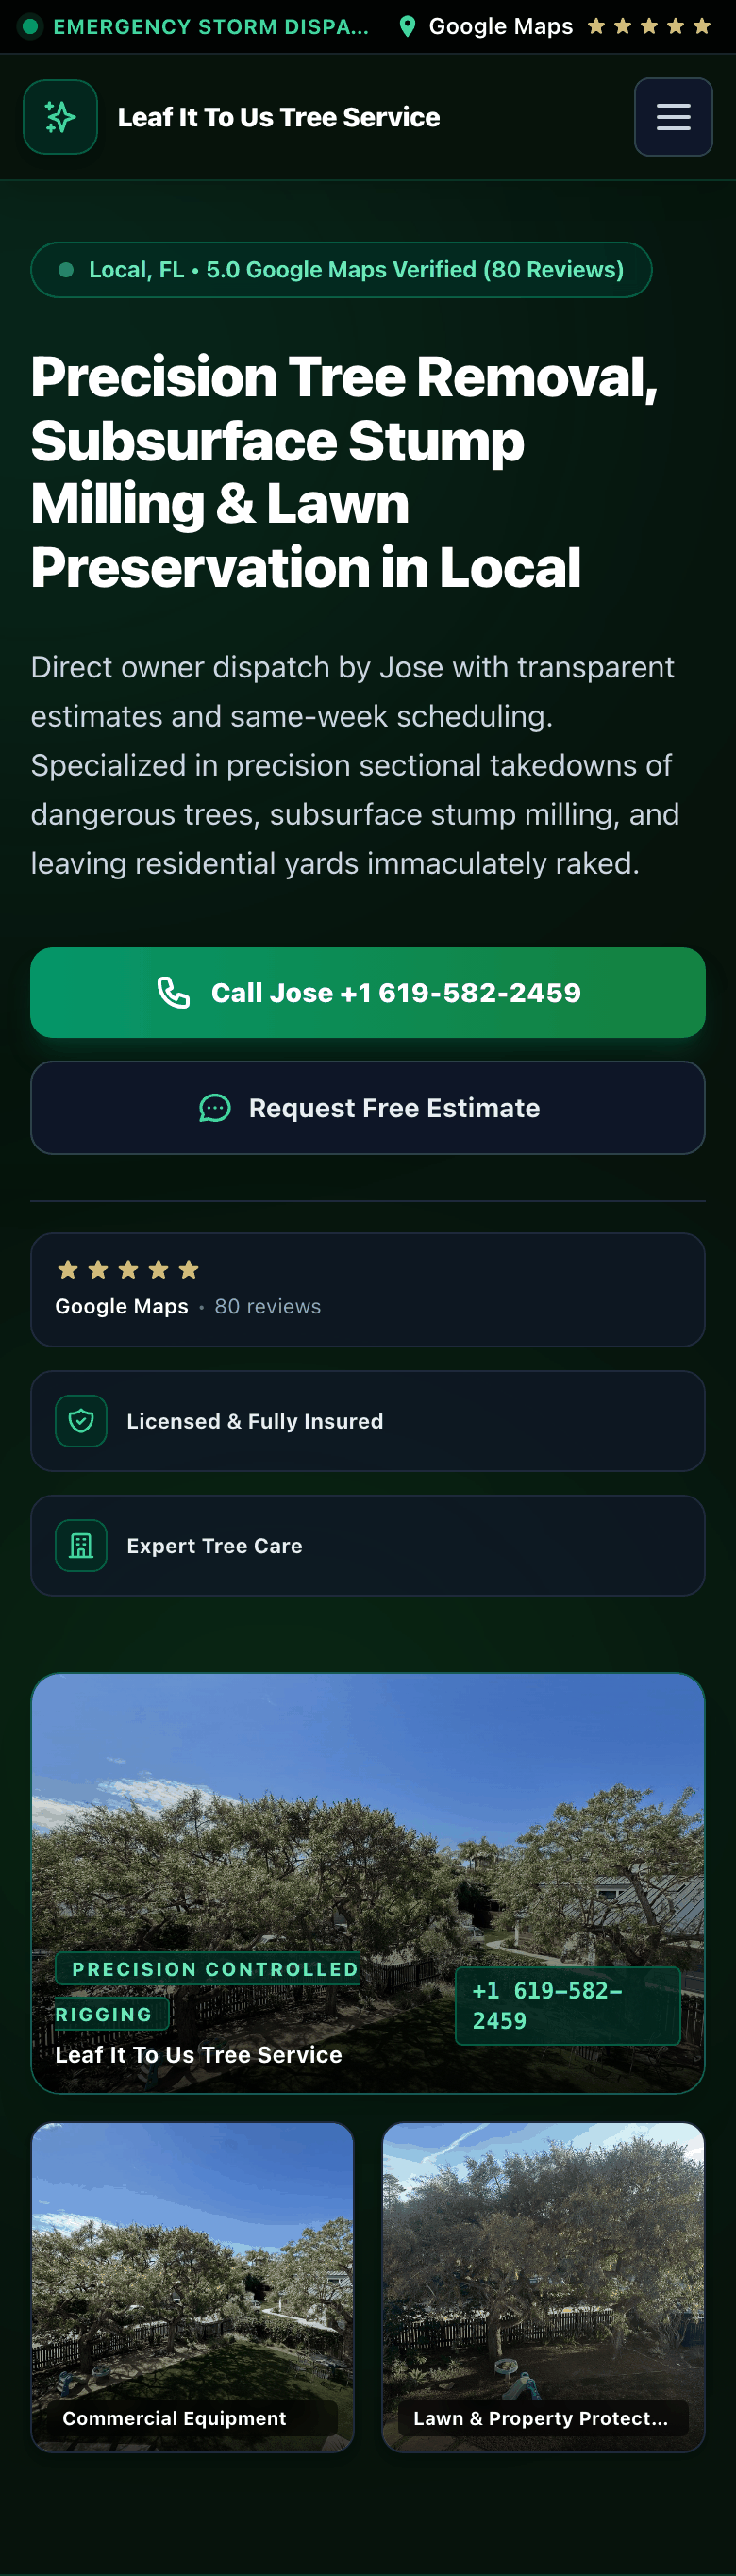 EMERGENCY STORM DISPA...
Google Maps
Leaf It To Us Tree Service
Local, FL • 5.0 Google Maps Verified (80 Reviews)
Precision Tree Removal,
Subsurface Stump
Milling & Lawn
Preservation in Local
Direct owner dispatch by Jose with transparent
estimates and same-week scheduling.
Specialized in precision sectional takedowns of
dangerous trees, subsurface stump milling, and
leaving residential yards immaculately raked.
Call Jose +1 619-582-2459
Request Free Estimate
Google Maps • 80 reviews
Licensed & Fully Insured
Expert Tree Care
PRECISION CONTROLLED
RIGGING
Leaf It To Us Tree Service
+1 619-582-
2459
Commercial Equipment
Lawn & Property Protect...